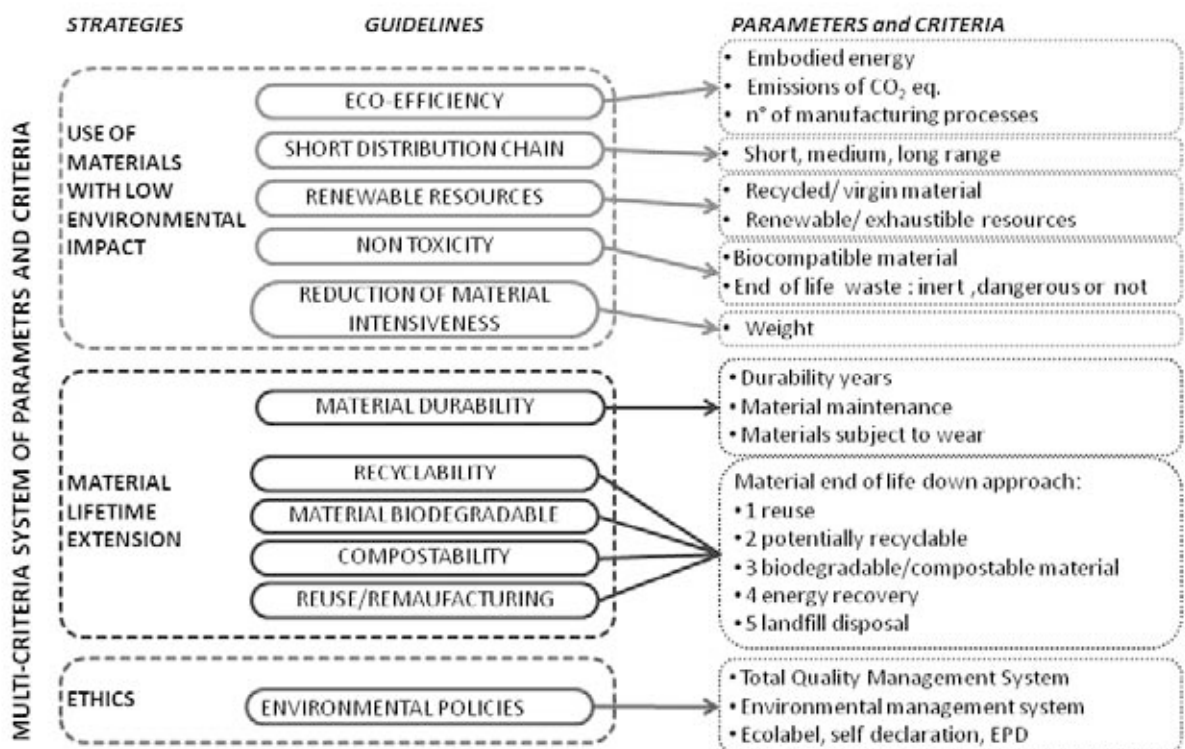 STRATEGIES
GUIDELINES
PARAMETERS and CRITERIA
MULTI-CRITERIA SYSTEM OF PARAMETRS AND CRITERIA
USE OF
MATERIALS
WITH LOW
ENVIRONMENTAL
IMPACT
ECO-EFFICIENCY
SHORT DISTRIBUTION CHAIN
RENEWABLE RESOURCES
NON TOXICITY
REDUCTION OF MATERIAL
INTENSIVENESS
• Embodied energy
• Emissions of CO₂ eq.
• n° of manufacturing processes
• Short, medium, long range
• Recycled/ virgin material
• Renewable/ exhaustible resources
•Biocompatible material
•End of life waste : inert ,dangerous or not
• Weight
MATERIAL
LIFETIME
EXTENSION
MATERIAL DURABILITY
RECYCLABILITY
MATERIAL BIODEGRADABLE
COMPOSTABILITY
REUSE/REMAUFACTURING
•Durability years
•Material maintenance
•Materials subject to wear
Material end of life down approach:
•1 reuse
•2 potentially recyclable
•3 biodegradable/compostable material
•4 energy recovery
•5 landfill disposal
ETHICS
ENVIRONMENTAL POLICIES
•Total Quality Management System
•Environmental management system
•Ecolabel, self declaration, EPD